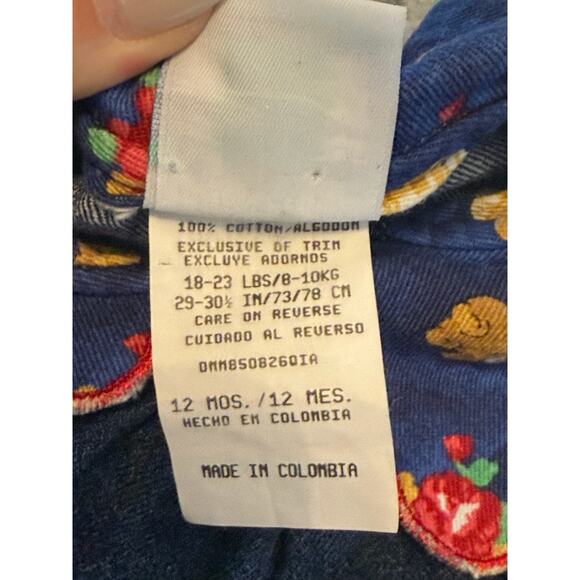 100% COTTON/ALGODON
EXCLUSIVE OF TRIM
EXCLUYE ADORNOS
18-23 LBS/8-10KG
29-30½ IN/73/78 CM
CARE ON REVERSE
CUIDADO AL REVERSO
DMM850826QIA
12 MOS./12 MES.
HECHO EN COLOMBIA
MADE IN COLOMBIA